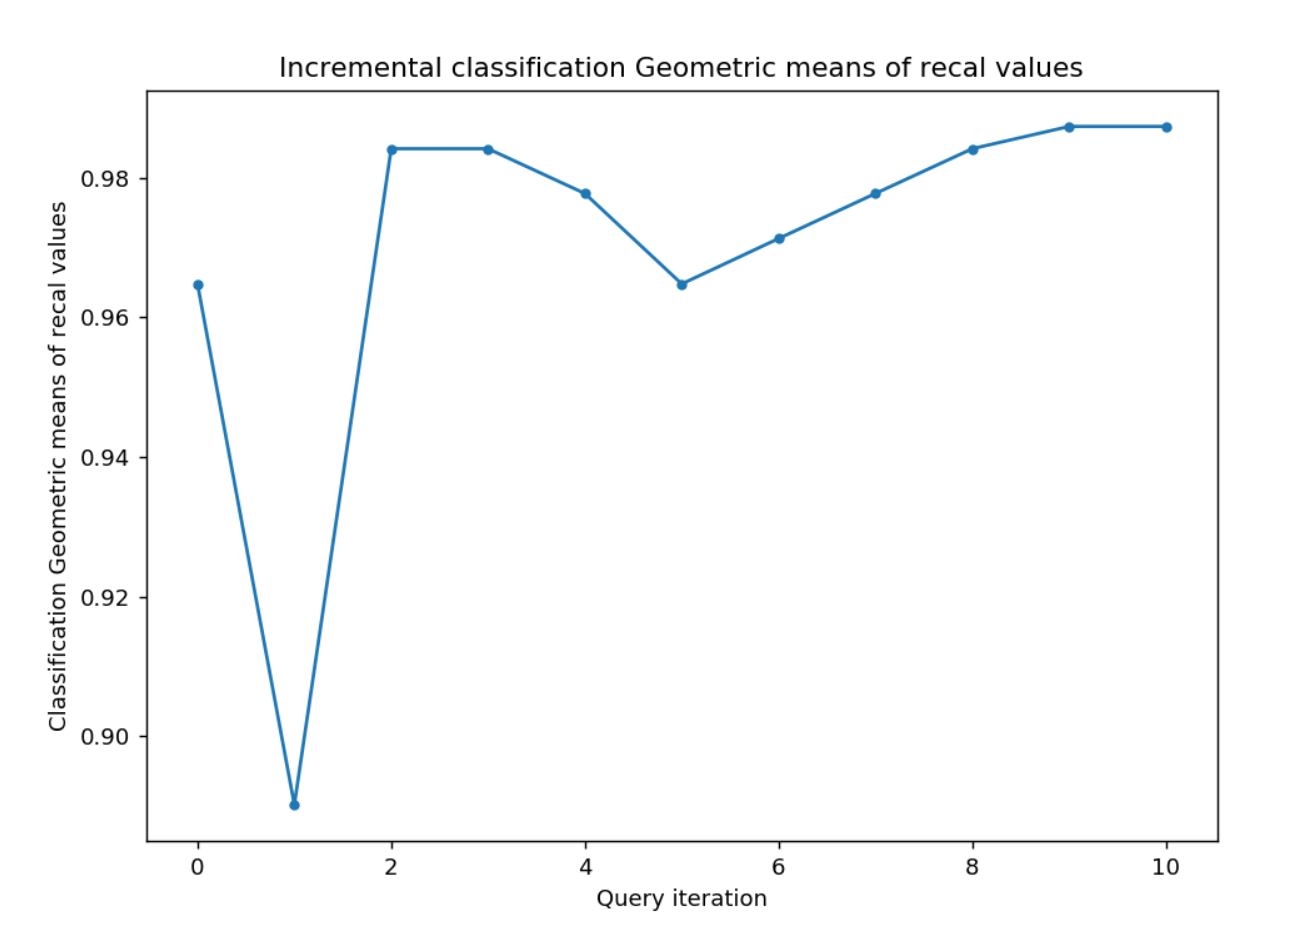 Incremental classification Geometric means of recal values
Classification Geometric means of recal values
0.98
0.96
0.94
0.92
0.90
0 2 4 6 8 10
Query iteration